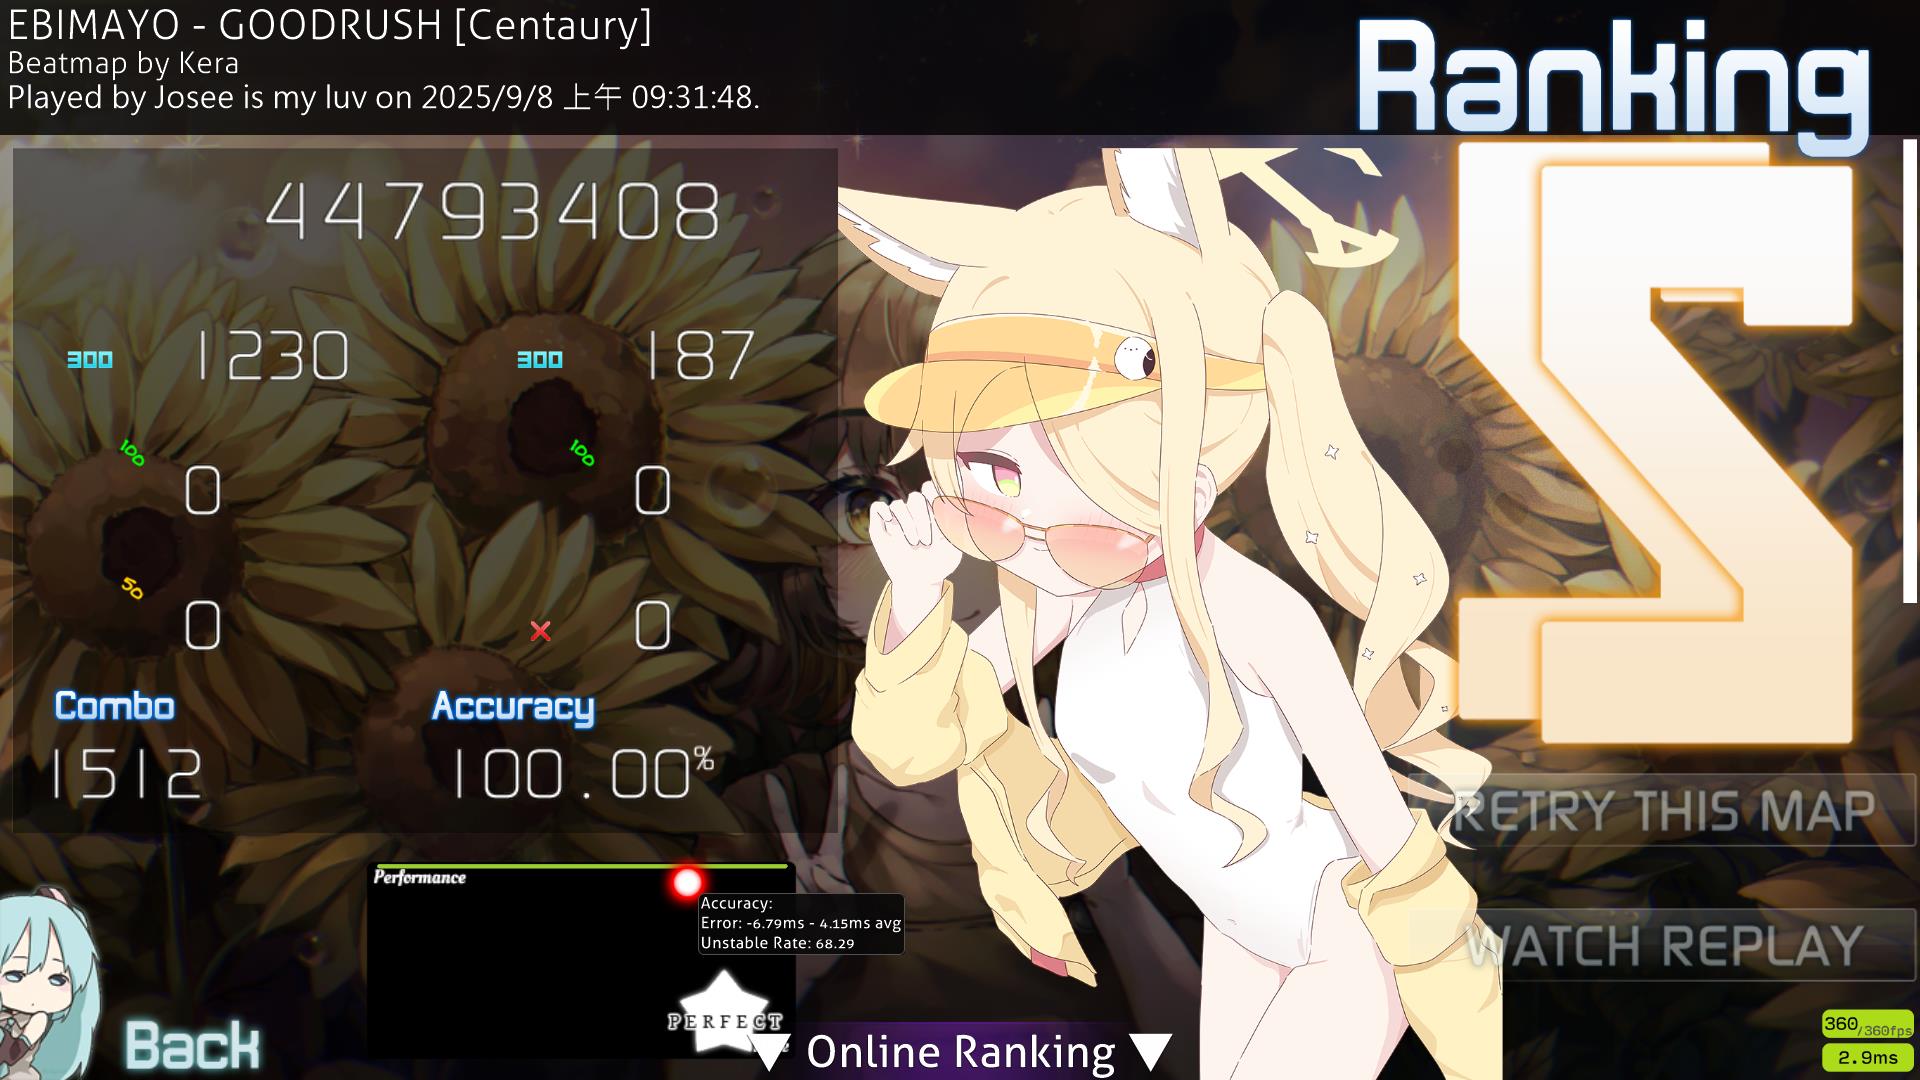 EBIMAYO - GOODRUSH [Centaury]
Beatmap by Kera
Played by Josee is my luv on 2025/9/8 上午 09:31:48.
Ranking
44793408
300 1230 300 187
100 0 100 0
50 0 0
Combo Accuracy
1512 100.00%
RETRY THIS MAP
Performance
Accuracy:
Error: -6.79ms - 4.15ms avg
Unstable Rate: 68.29
WATCH REPLAY
PERFECT
Back
▼ Online Ranking ▼
360/360fps
2.9ms